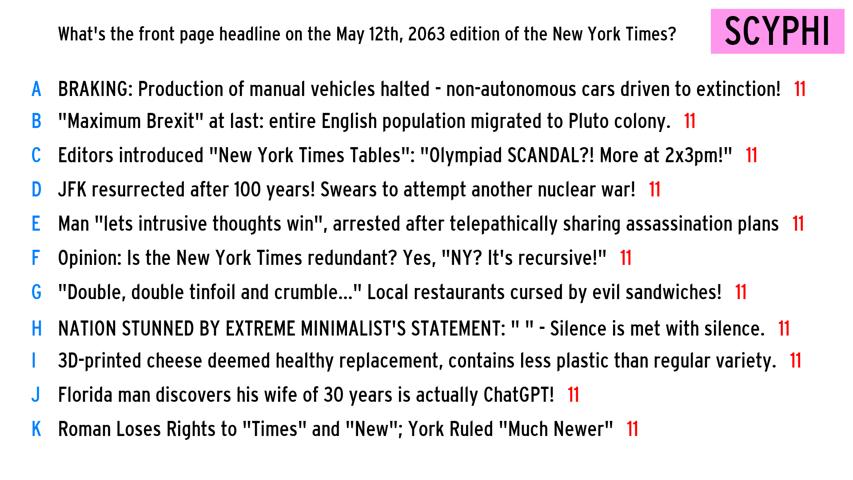 What's the front page headline on the May 12th, 2063 edition of the New York Times?
SCYPHI
A BRAKING: Production of manual vehicles halted - non-autonomous cars driven to extinction! 11
B "Maximum Brexit" at last: entire English population migrated to Pluto colony. 11
C Editors introduced "New York Times Tables": "Olympiad SCANDAL?! More at 2x3pm!" 11
D JFK resurrected after 100 years! Swears to attempt another nuclear war! 11
E Man "lets intrusive thoughts win", arrested after telepathically sharing assassination plans 11
F Opinion: Is the New York Times redundant? Yes, "NY? It's recursive!" 11
G "Double, double tinfoil and crumble..." Local restaurants cursed by evil sandwiches! 11
H NATION STUNNED BY EXTREME MINIMALIST'S STATEMENT: " " - Silence is met with silence. 11
I 3D-printed cheese deemed healthy replacement, contains less plastic than regular variety. 11
J Florida man discovers his wife of 30 years is actually ChatGPT! 11
K Roman Loses Rights to "Times" and "New"; York Ruled "Much Newer" 11